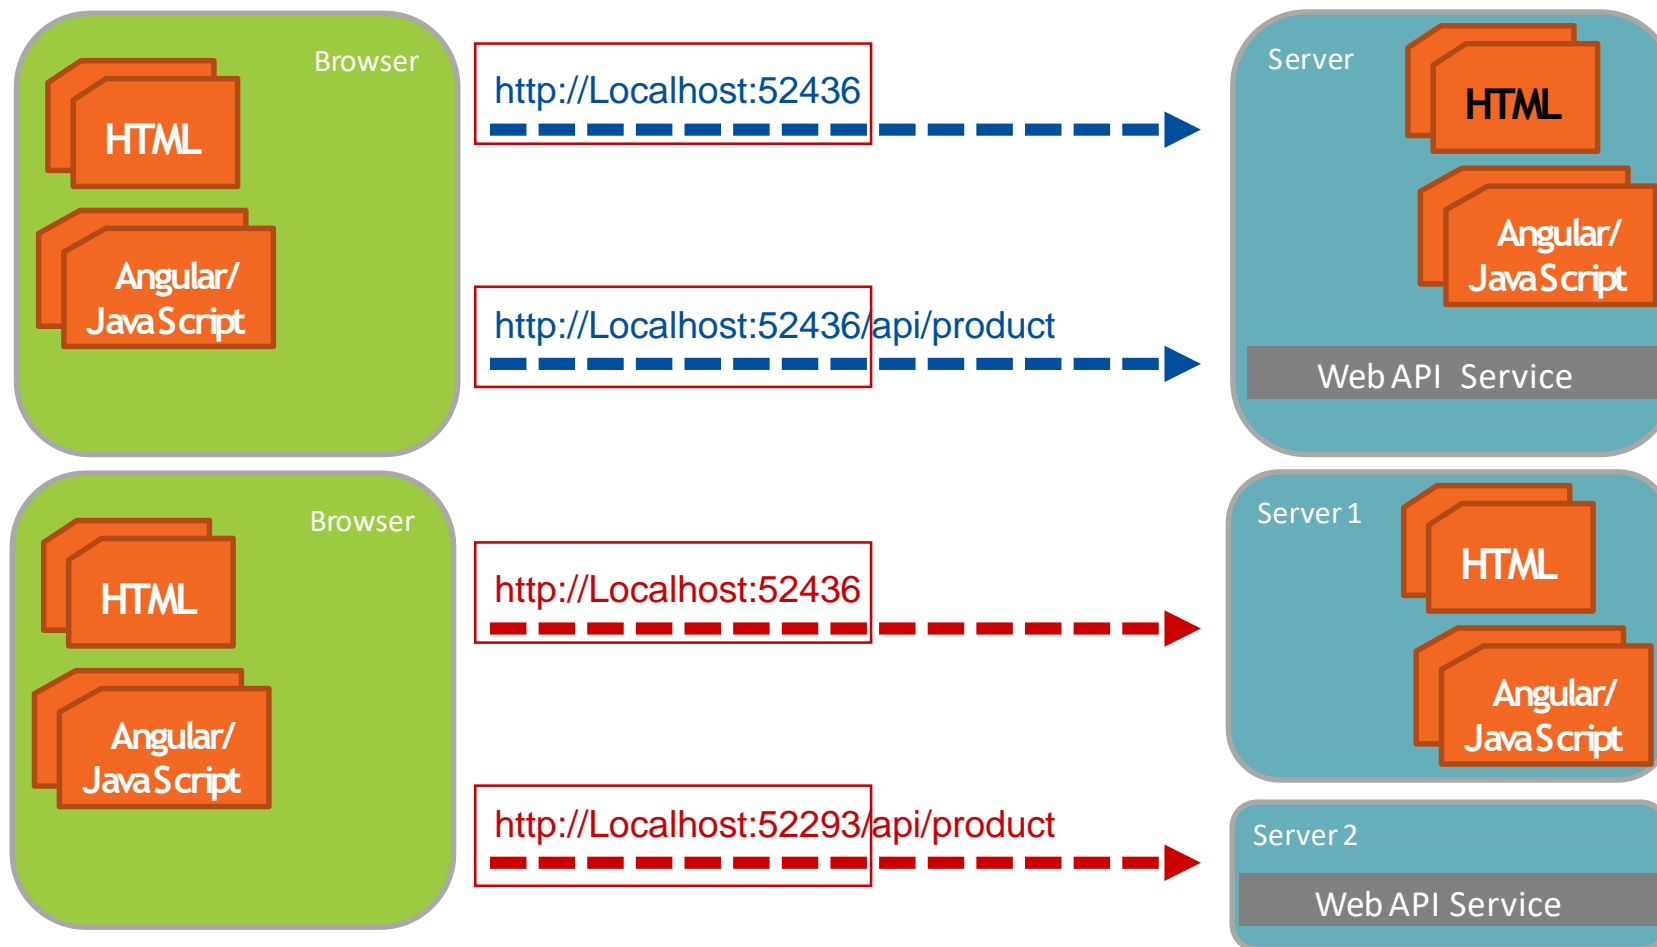 Browser
HTML
Angular/
JavaScript
http://Localhost:52436
http://Localhost:52436/api/product
Server
HTML
Angular/
JavaScript
Web API Service
Browser
HTML
Angular/
JavaScript
http://Localhost:52436
http://Localhost:52293/api/product
Server 1
HTML
Angular/
JavaScript
Server 2
Web API Service